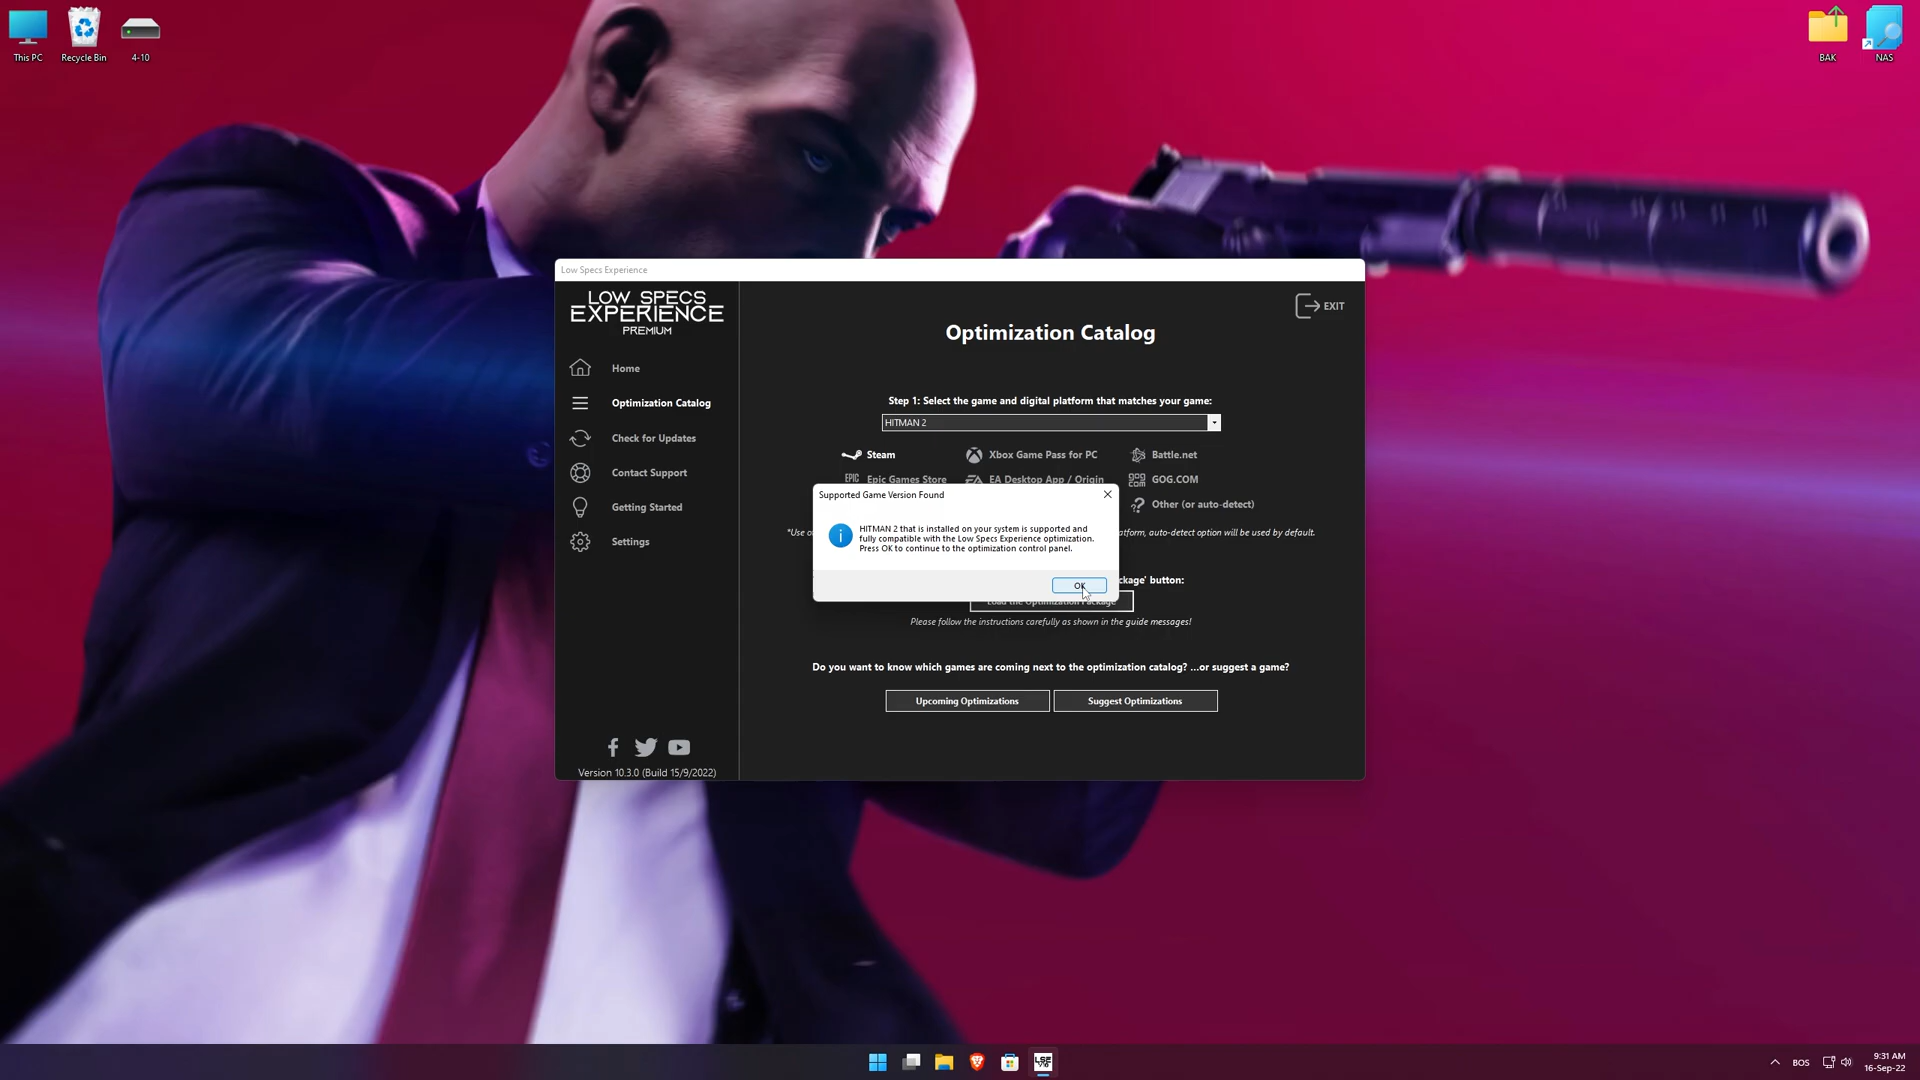 This PC
Recycle Bin
4-10
BAK
NAS
Low Specs Experience
LOW SPECS
EXPERIENCE
PREMIUM
EXIT
Home
Optimization Catalog
Check for Updates
Contact Support
Getting Started
Settings
Version 10.3.0 (Build 15/9/2022)
Optimization Catalog
Step 1: Select the game and digital platform that matches your game:
HITMAN 2
Steam
Xbox Game Pass for PC
Battle.net
EPIC Epic Games Store
EA Desktop App / Origin
GOG.COM
Other (or auto-detect)
*Use o
atform, auto-detect option will be used by default.
Supported Game Version Found
HITMAN 2 that is installed on your system is supported and
fully compatible with the Low Specs Experience optimization.
Press OK to continue to the optimization control panel.
OK
ckage' button:
Load the Optimization Package
Please follow the instructions carefully as shown in the guide messages!
Do you want to know which games are coming next to the optimization catalog? ...or suggest a game?
Upcoming Optimizations
Suggest Optimizations
LSE
BOS
9:31 AM
16-Sep-22